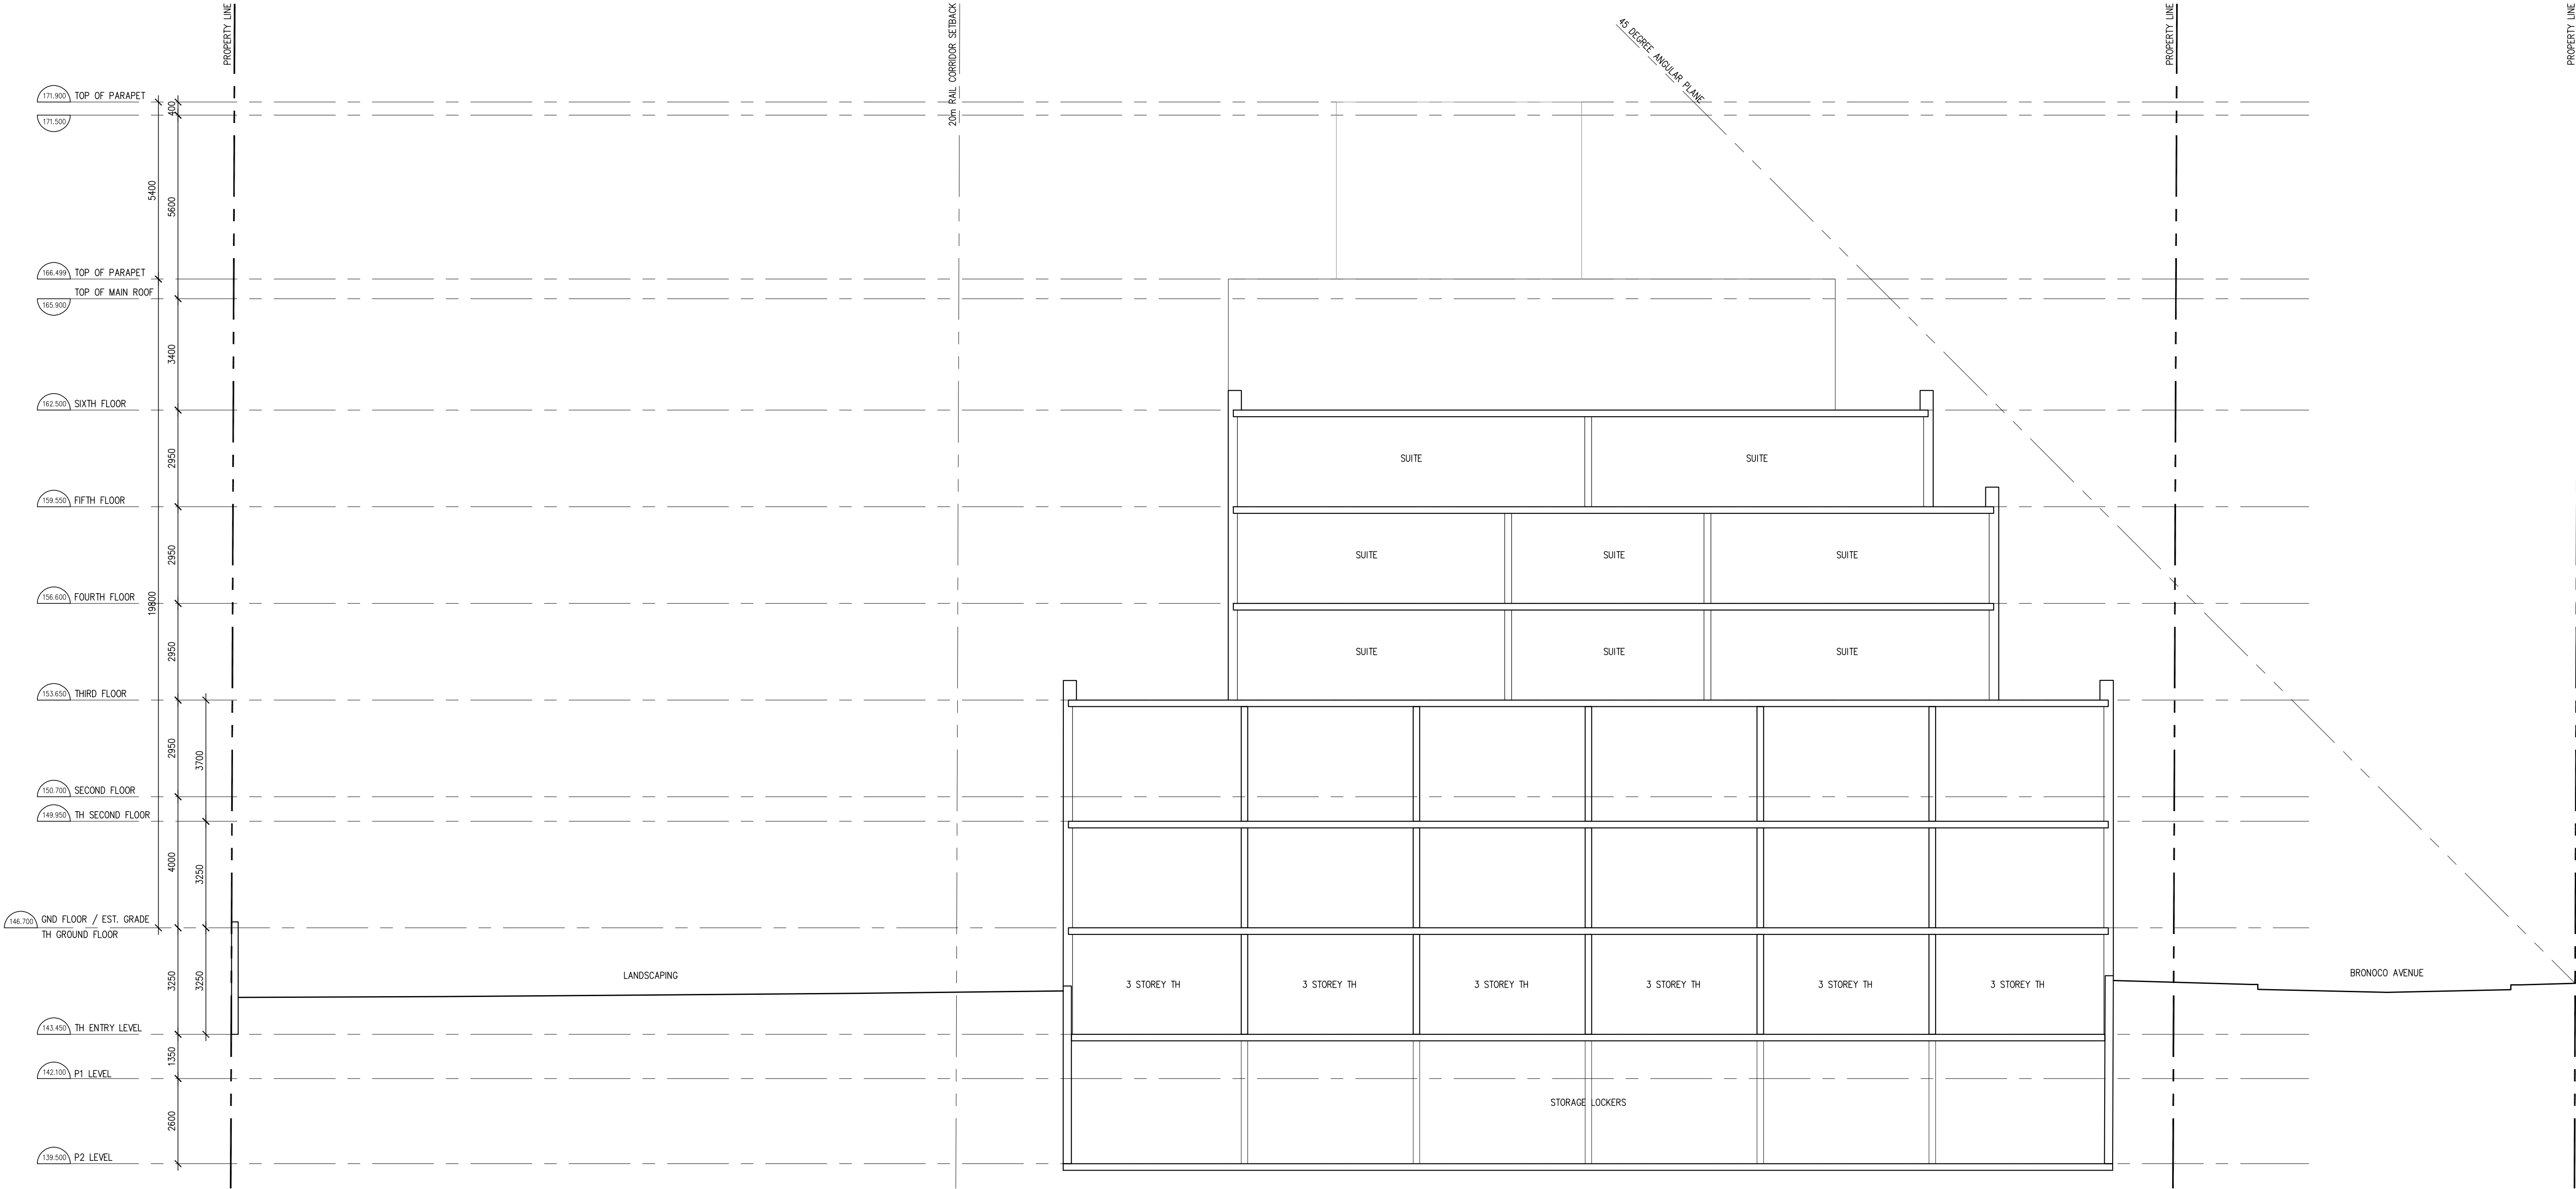 PROPERTY LINE
20m RAIL CORRIDOR SETBACK
45 DEGREE ANGULAR PLANE
PROPERTY LINE
PROPERTY LINE
171.900 TOP OF PARAPET
400
171.500
5400
5600
166.499 TOP OF PARAPET
TOP OF MAIN ROOF
165.900
3400
162.500 SIXTH FLOOR
2950
SUITE
SUITE
159.550 FIFTH FLOOR
2950
SUITE
SUITE
SUITE
156.600 FOURTH FLOOR
19800
2950
SUITE
SUITE
SUITE
153.650 THIRD FLOOR
2950
3700
150.700 SECOND FLOOR
149.950 TH SECOND FLOOR
4000
3250
146.700 GND FLOOR / EST. GRADE
TH GROUND FLOOR
LANDSCAPING
BRONOCO AVENUE
3250
3250
3 STOREY TH
3 STOREY TH
3 STOREY TH
3 STOREY TH
3 STOREY TH
3 STOREY TH
143.450 TH ENTRY LEVEL
1350
142.100 P1 LEVEL
STORAGE LOCKERS
2600
139.500 P2 LEVEL